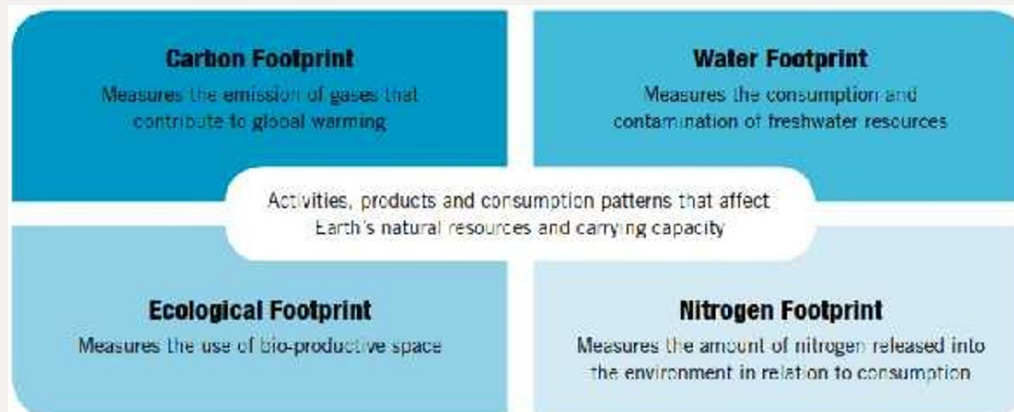 Carbon Footprint
Measures the emission of gases that
contribute to global warming
Water Footprint
Measures the consumption and
contamination of freshwater resources
Activities, products and consumption patterns that affect
Earth's natural resources and carrying capacity
Ecological Footprint
Measures the use of bio-productive space
Nitrogen Footprint
Measures the amount of nitrogen released into
the environment in relation to consumption